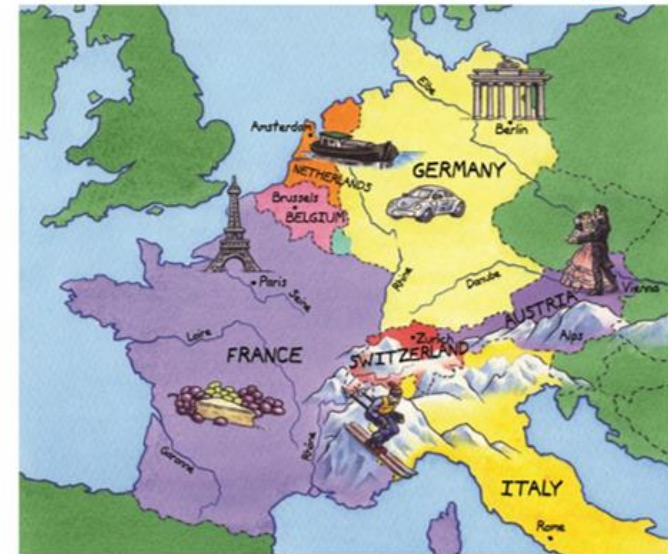 Elbe
Berlin
Amsterdam
GERMANY
NETHERLANDS
Brussels
BELGIUM
Paris
Seine
Rhine
Danube
Vienna
AUSTRIA
Alps
Loire
Zurich
SWITZERLAND
FRANCE
Rhône
Garonne
ITALY
Rome